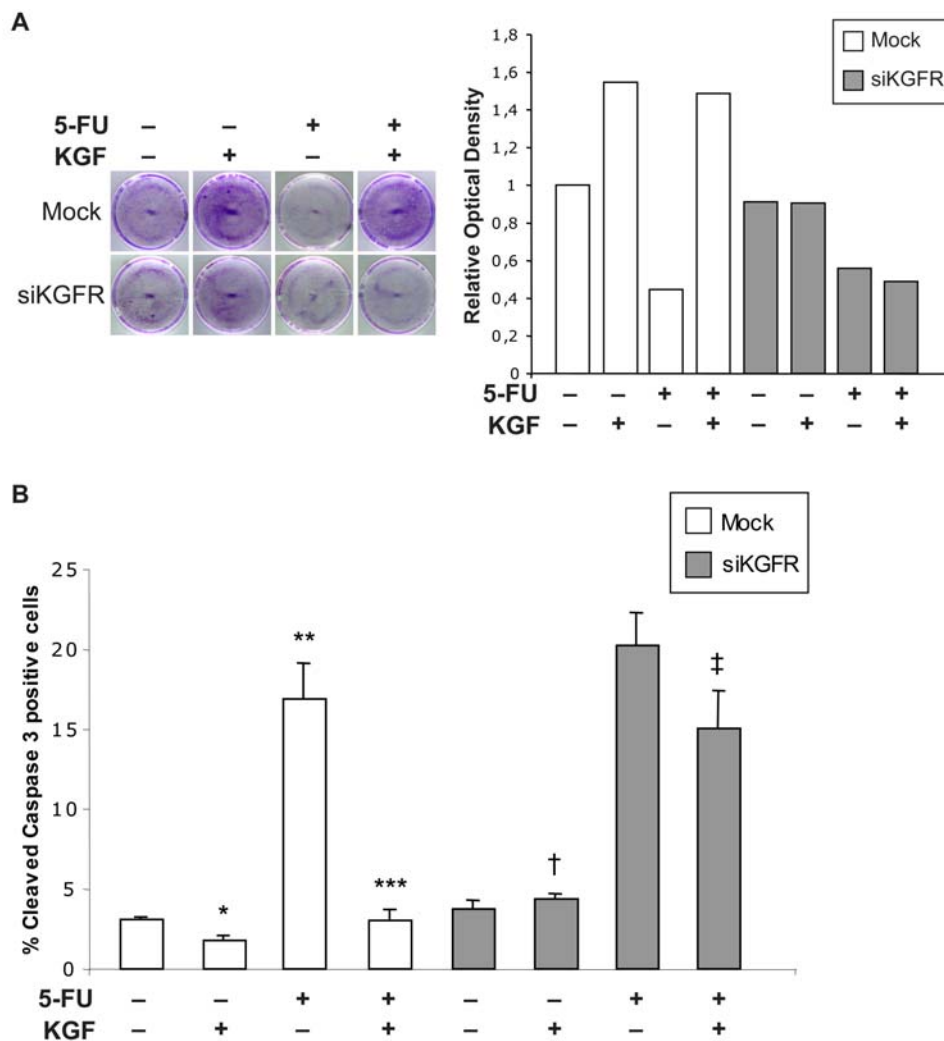 A
5-FU – – + +
KGF – + – +
Mock
siKGFR
Mock
siKGFR
Relative Optical Density
1,8
1,6
1,4
1,2
1
0,8
0,6
0,4
0,2
0
5-FU – – + + – – + +
KGF – + – + – + – +
B
Mock
siKGFR
% Cleaved Caspase 3 positive cells
25
20
15
10
5
0
*
**
***
†
‡
5-FU – – + + – – + +
KGF – + – + – + – +